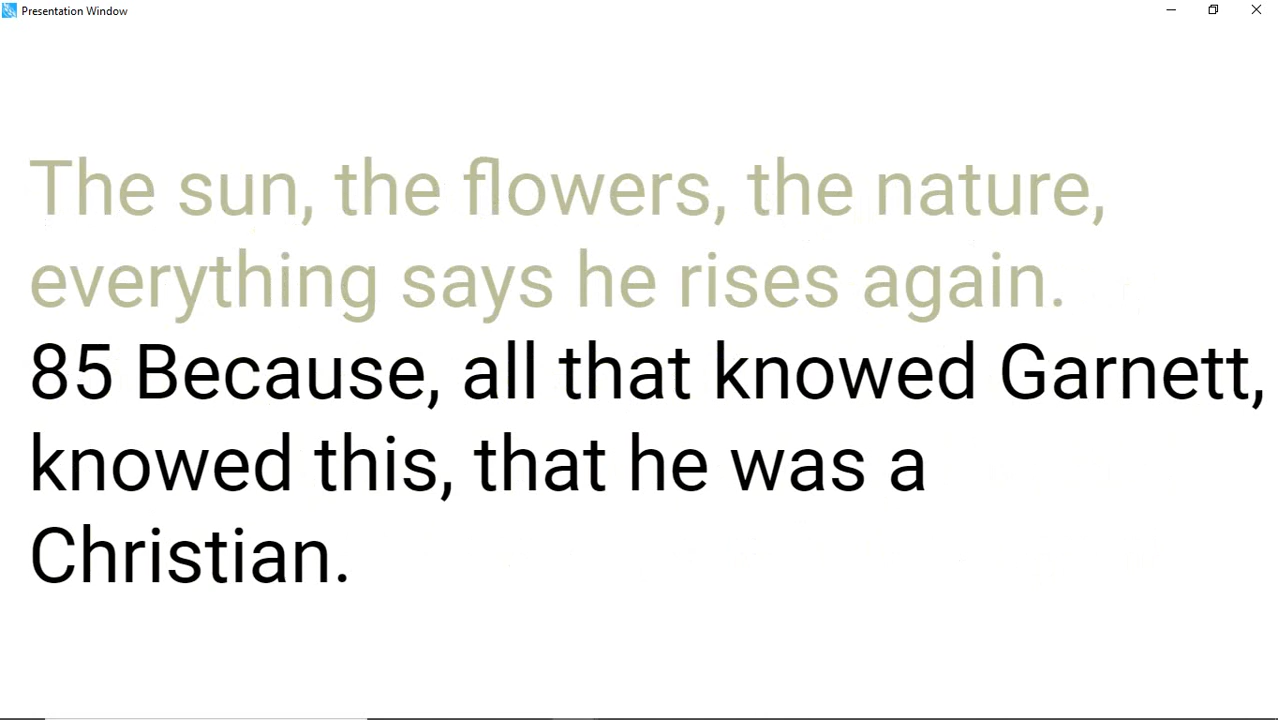 Presentation Window
The sun, the flowers, the nature,
everything says he rises again.
85 Because, all that knowed Garnett,
knowed this, that he was a
Christian.